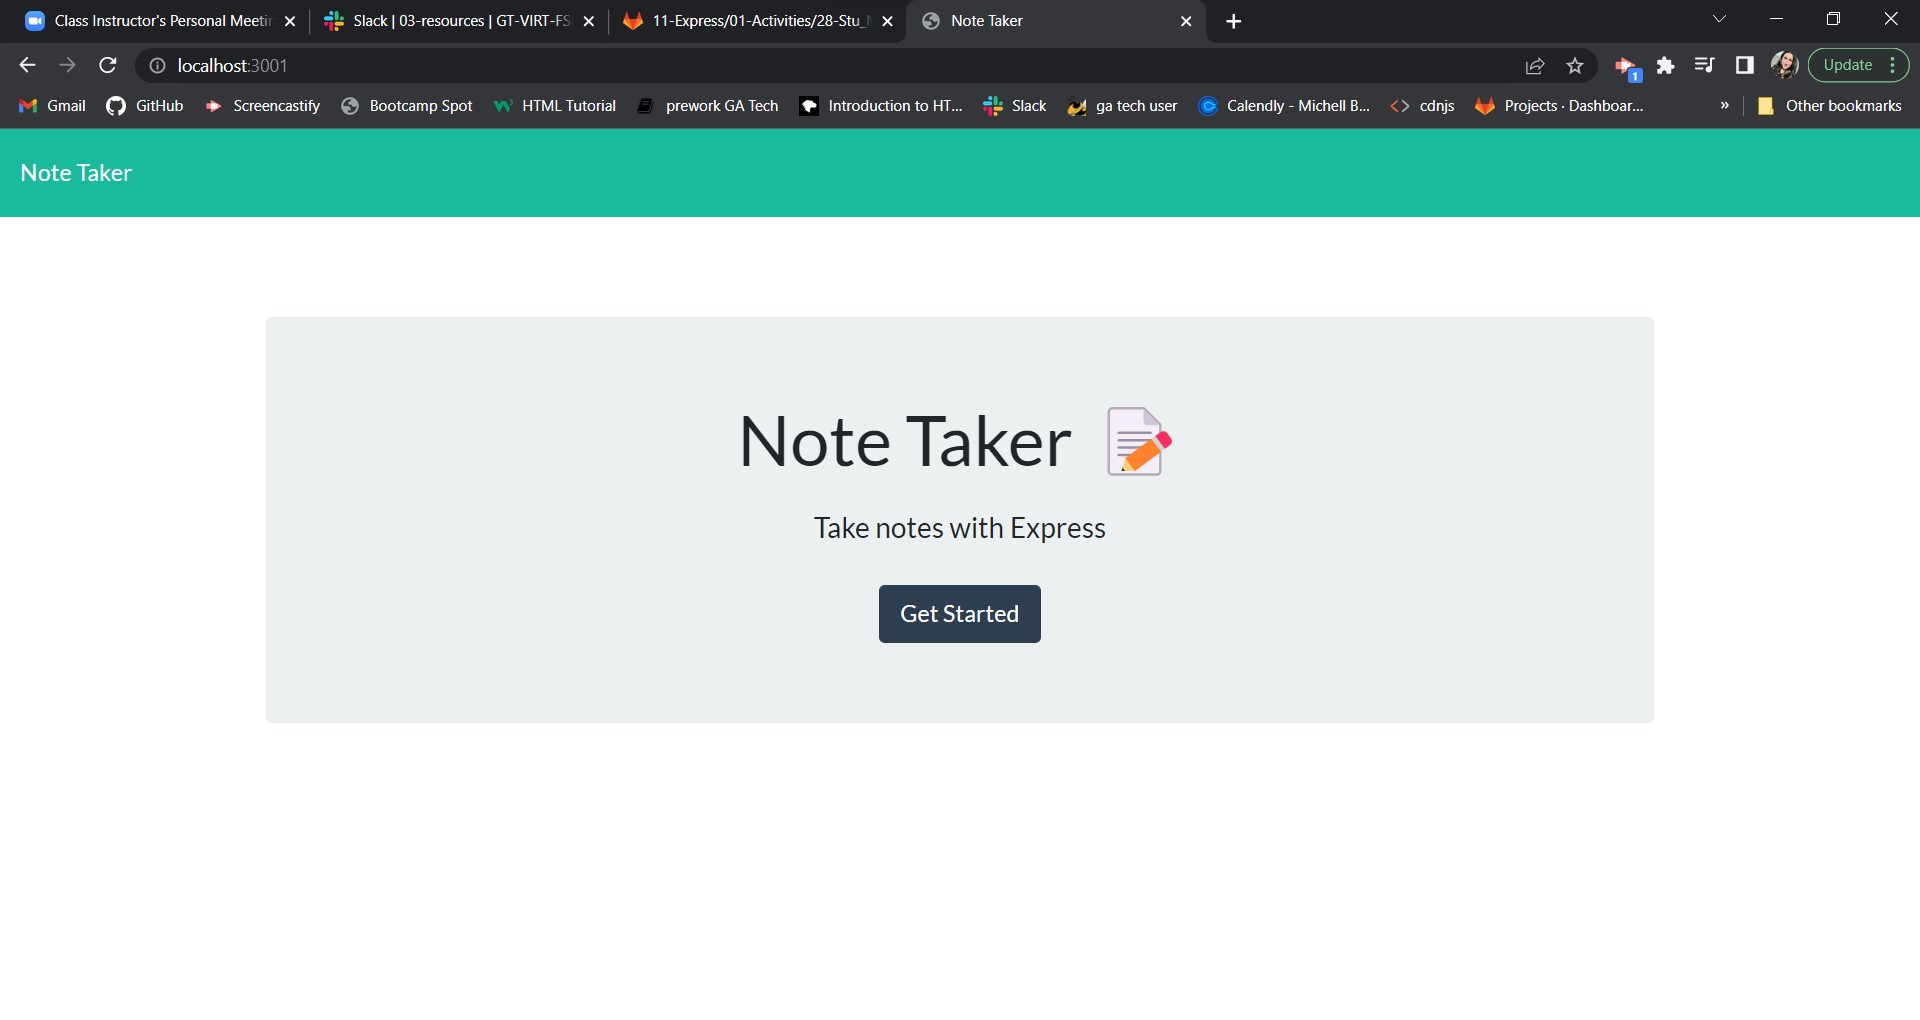 Class Instructor's Personal Meetin
Slack | 03-resources | GT-VIRT-FS
11-Express/01-Activities/28-Stu_
Note Taker
localhost:3001
1
Update
Gmail
GitHub
Screencastify
Bootcamp Spot
HTML Tutorial
prework GA Tech
Introduction to HT...
Slack
ga tech user
Calendly - Michell B...
cdnjs
Projects · Dashboar...
»
Other bookmarks
Note Taker
Note Taker
Take notes with Express
Get Started